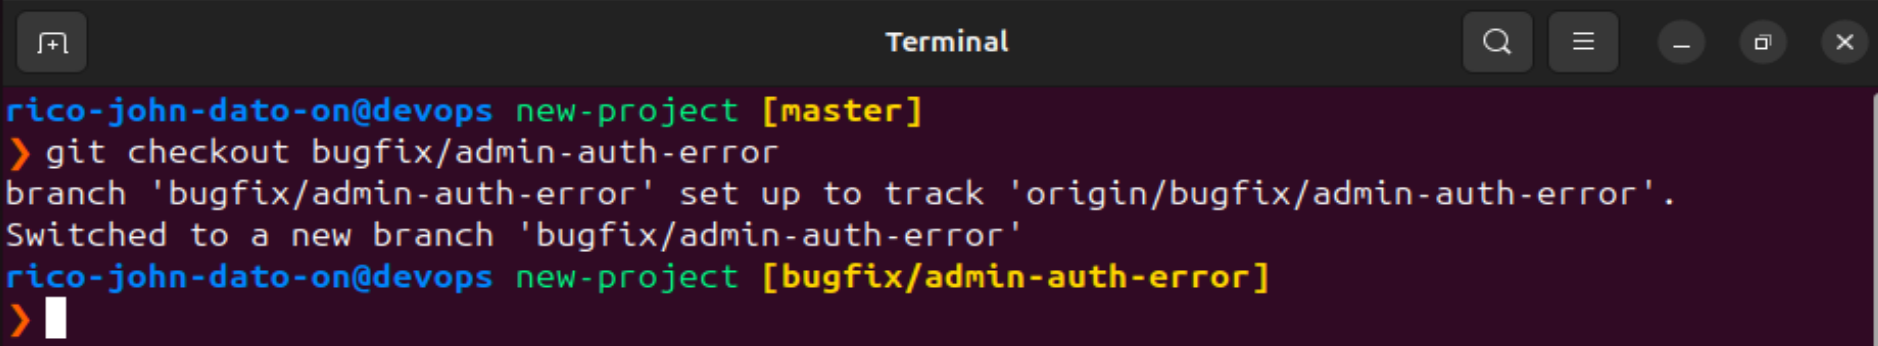 Terminal
rico-john-dato-on@devops new-project [master]
❯ git checkout bugfix/admin-auth-error
branch 'bugfix/admin-auth-error' set up to track 'origin/bugfix/admin-auth-error'.
Switched to a new branch 'bugfix/admin-auth-error'
rico-john-dato-on@devops new-project [bugfix/admin-auth-error]
❯